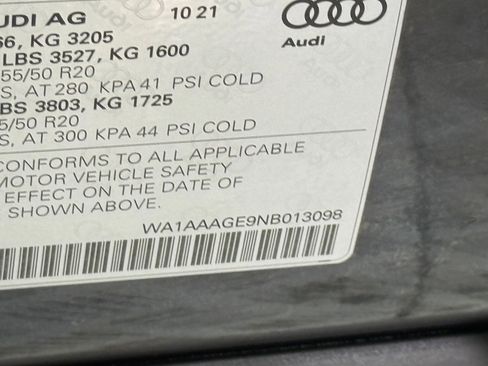 UDI AG 10 21
66, KG 3205
LBS 3527, KG 1600
55/50 R20
S, AT 280 KPA 41 PSI COLD
BS 3803, KG 1725
5/50 R20
S, AT 300 KPA 44 PSI COLD
Audi
CONFORMS TO ALL APPLICABLE
MOTOR VEHICLE SAFETY
EFFECT ON THE DATE OF
E SHOWN ABOVE.
WA1AAAGE9NB013098